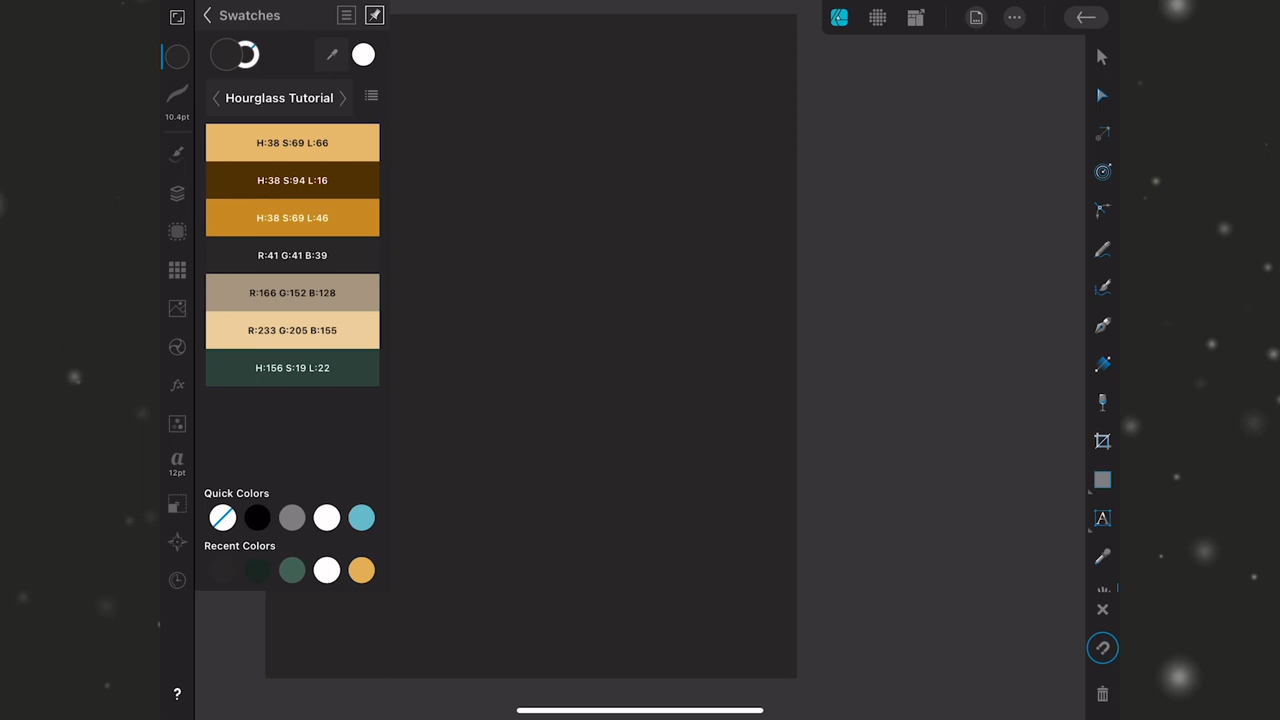 Swatches
10.4pt
Hourglass Tutorial
H:38 S:69 L:66
H:38 S:94 L:16
H:38 S:69 L:46
R:41 G:41 B:39
R:166 G:152 B:128
R:233 G:205 B:155
H:156 S:19 L:22
fx
a
12pt
Quick Colors
Recent Colors
A
?